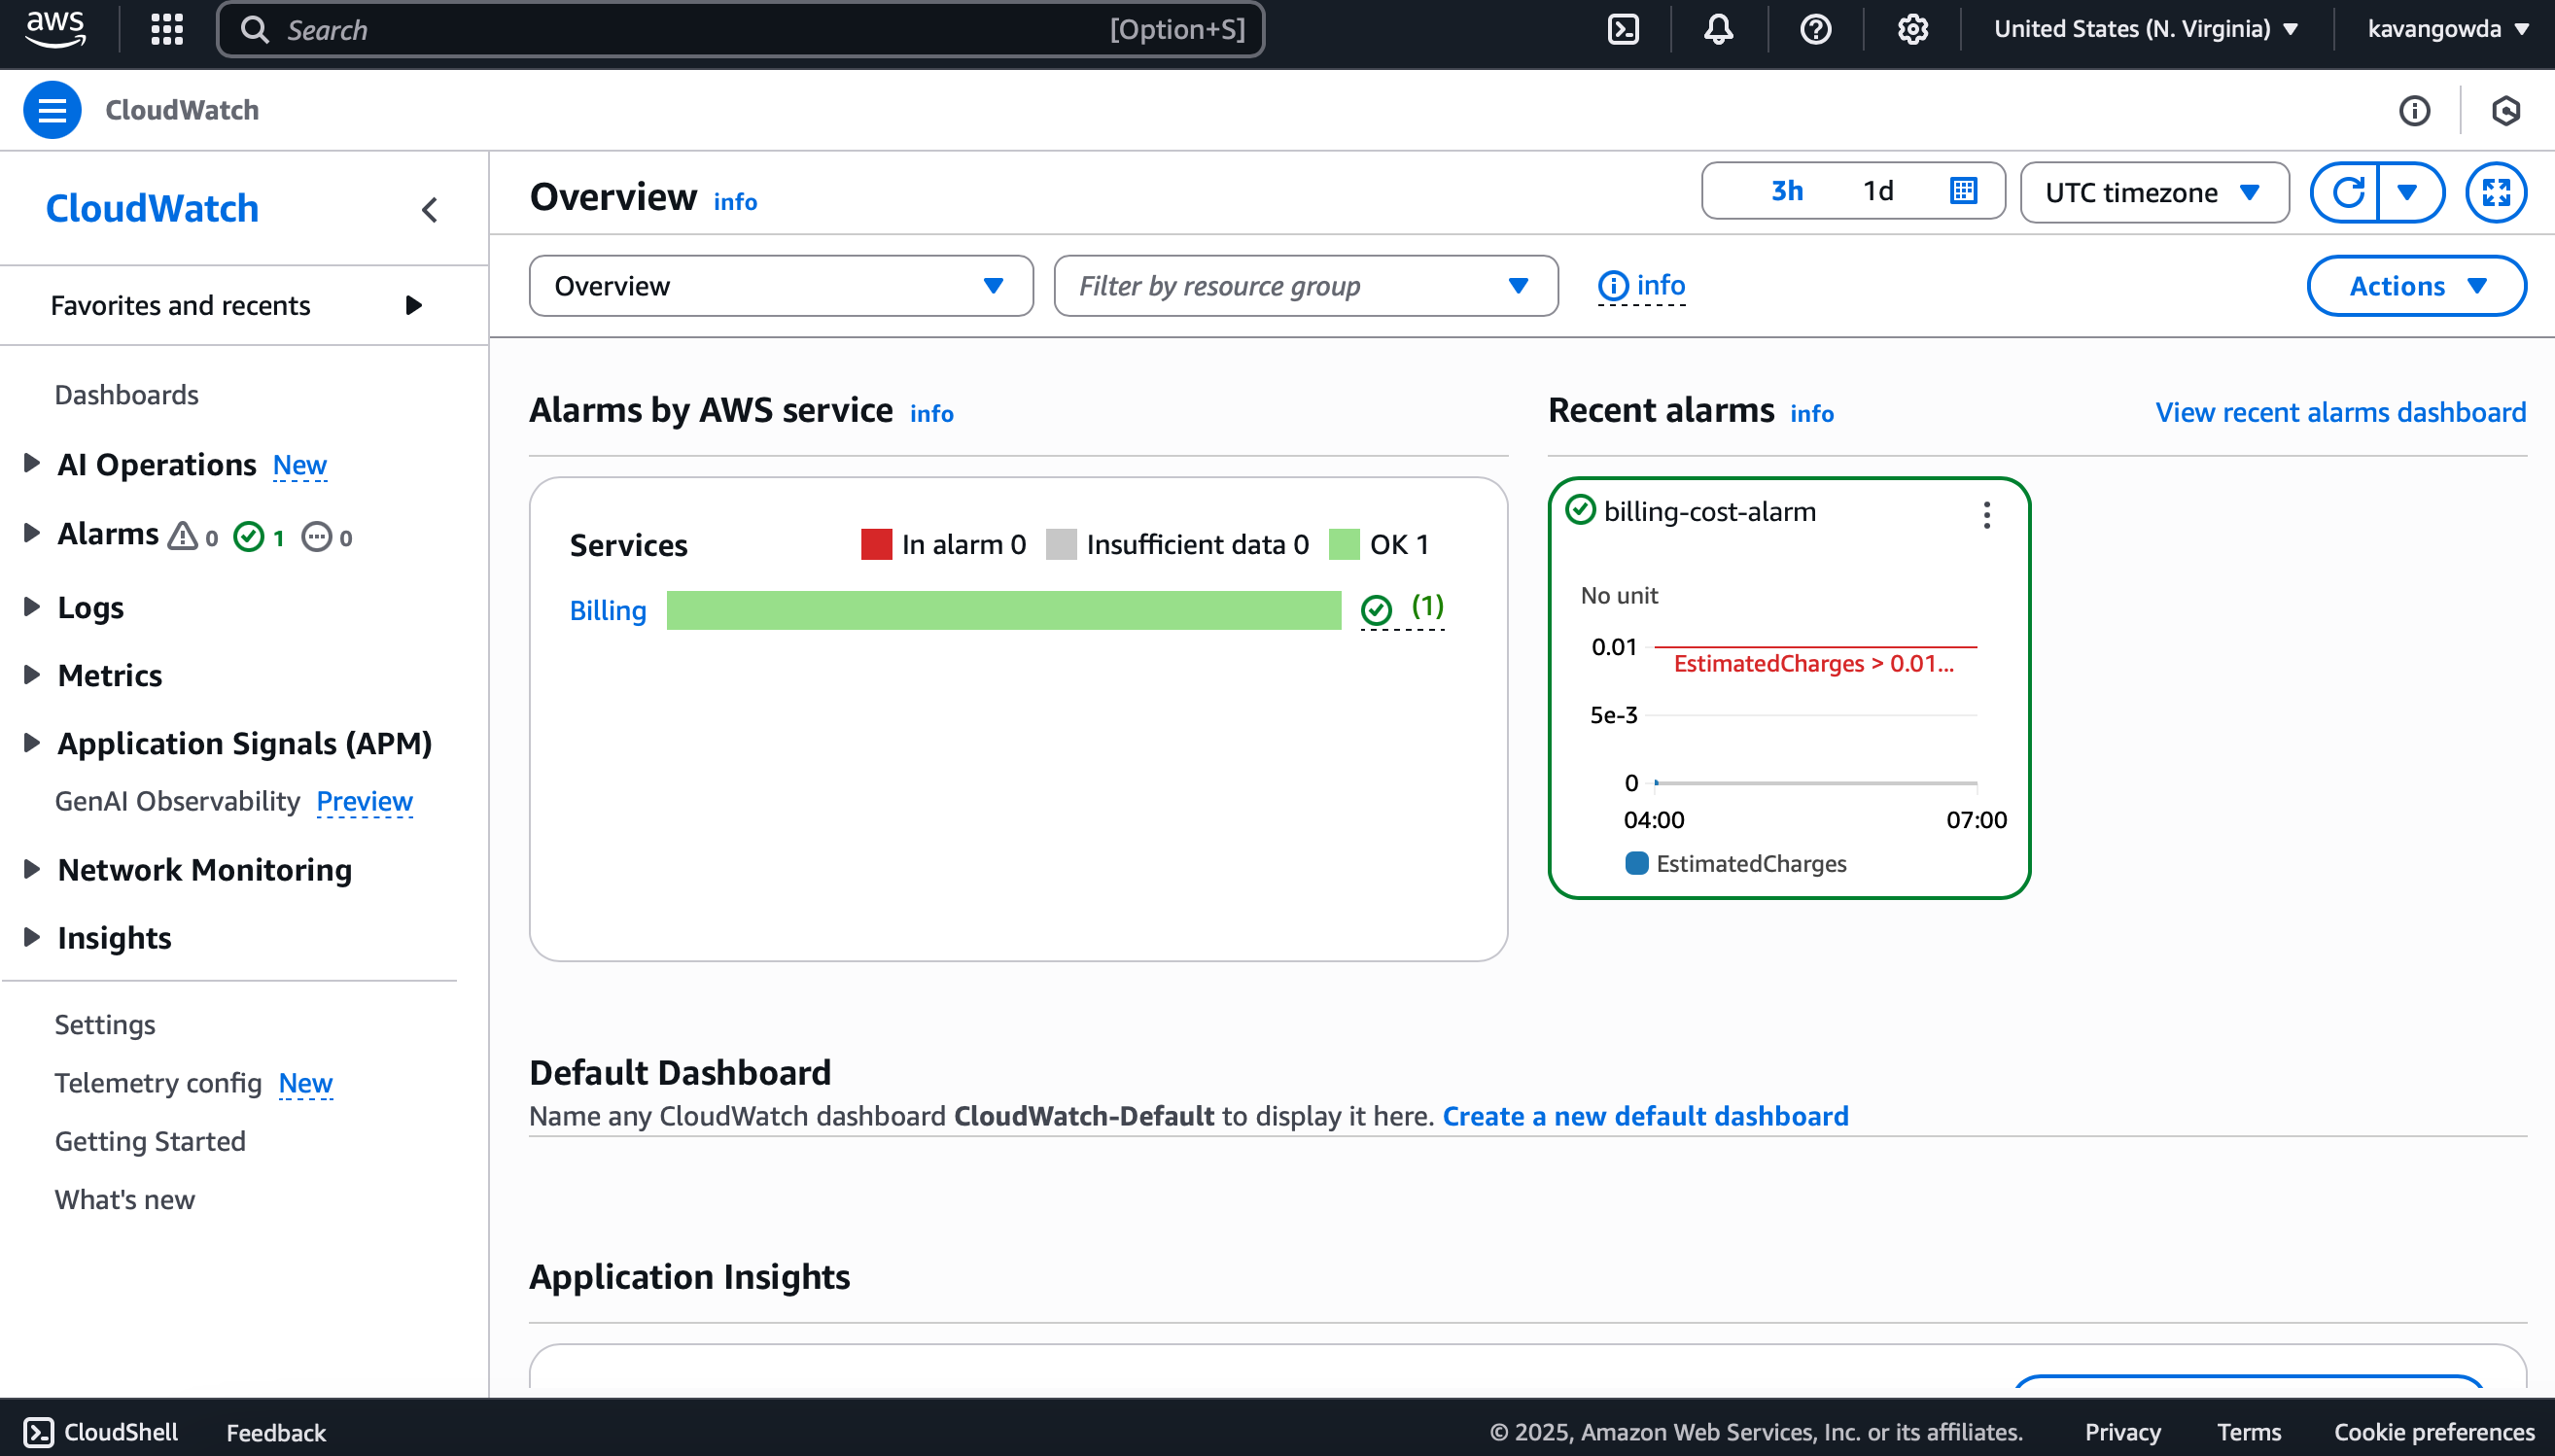 aws
Search [Option+S]
United States (N. Virginia)
kavangowda
CloudWatch
CloudWatch
Favorites and recents
Dashboards
AI Operations New
Alarms 0 1 0
Logs
Metrics
Application Signals (APM)
GenAI Observability Preview
Network Monitoring
Insights
Settings
Telemetry config New
Getting Started
What's new
Overview info
3h 1d
UTC timezone
Overview
Filter by resource group
info
Actions
Alarms by AWS service info
Services
In alarm 0 Insufficient data 0 OK 1
Billing (1)
Recent alarms info
View recent alarms dashboard
billing-cost-alarm
No unit
0.01
EstimatedCharges > 0.01...
5e-3
0
04:00 07:00
EstimatedCharges
Default Dashboard
Name any CloudWatch dashboard CloudWatch-Default to display it here. Create a new default dashboard
Application Insights
CloudShell Feedback
© 2025, Amazon Web Services, Inc. or its affiliates. Privacy Terms Cookie preferences